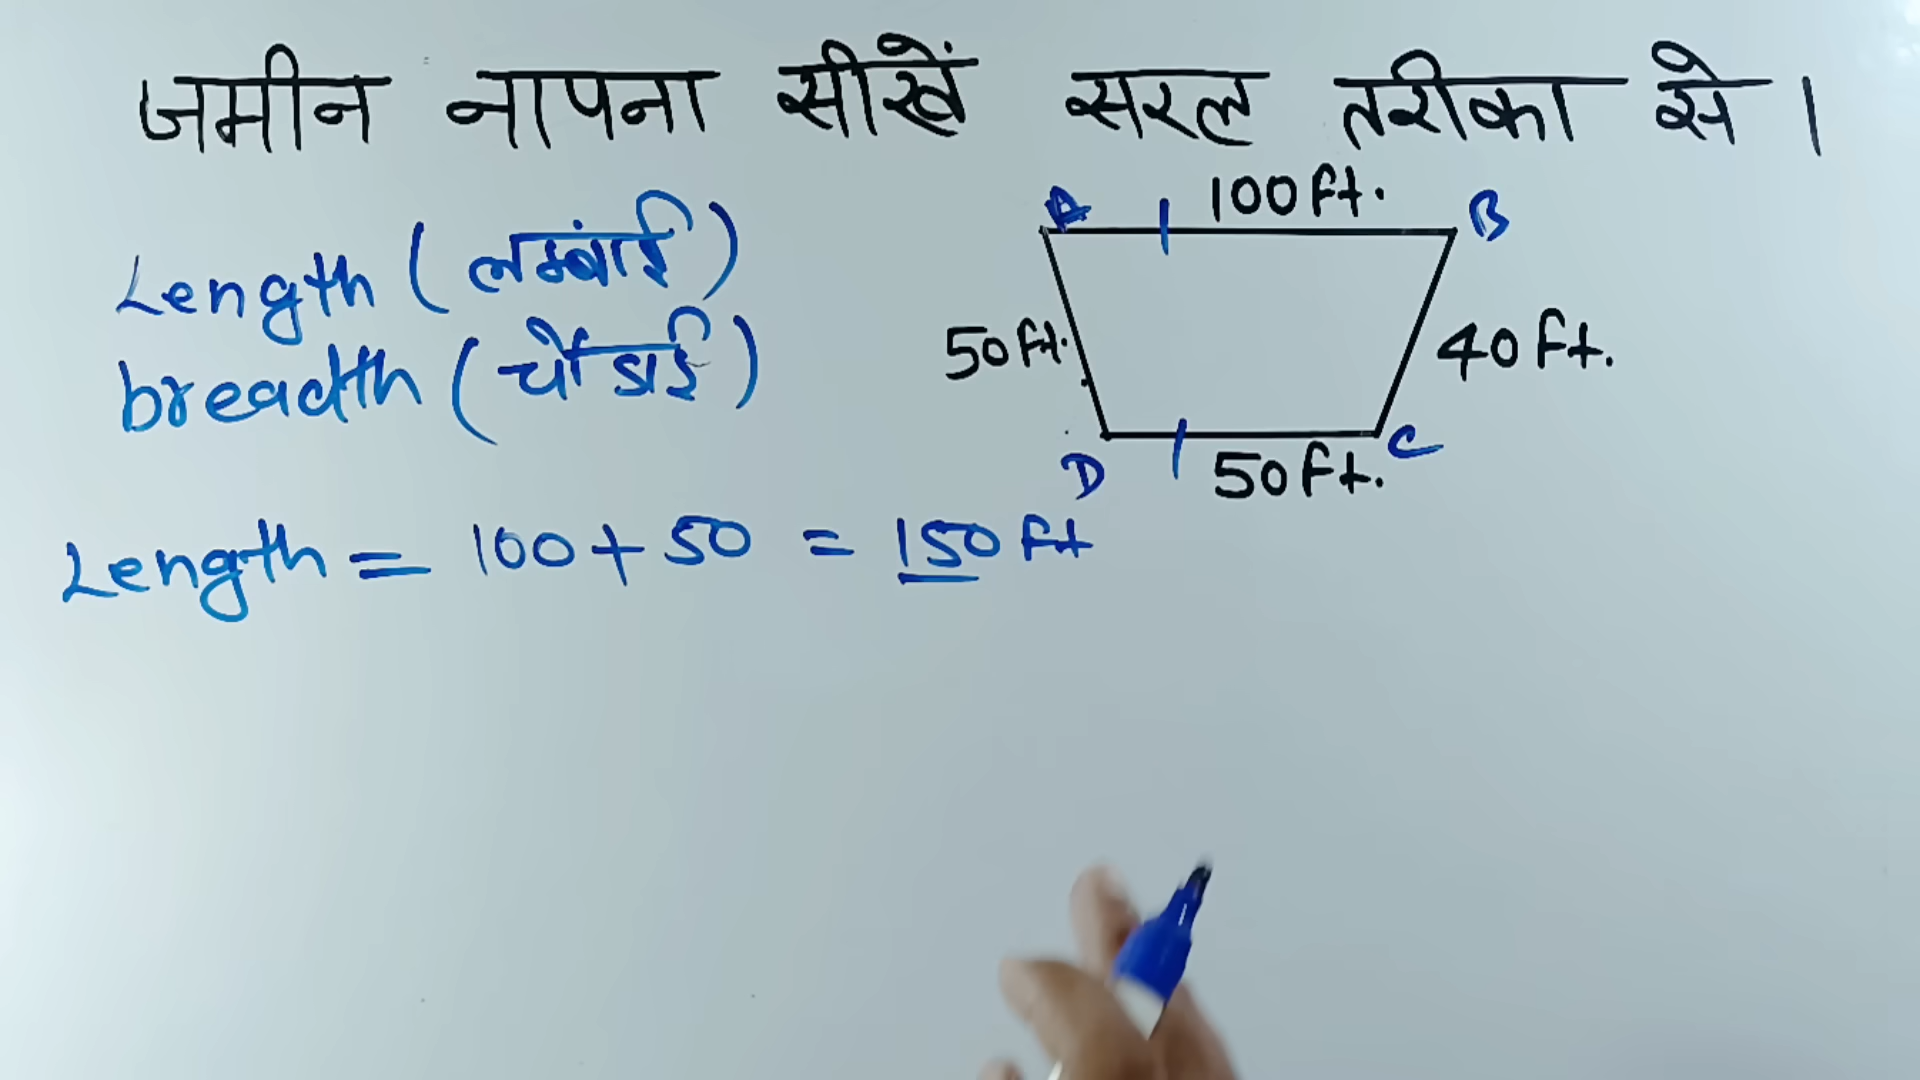 जमीन नापना सीखें सरल तरीका से।
Length (लम्बाई)
breadth (चौडाई)
A
100 ft.
B
50 ft.
40 ft.
D
50 ft.
C
Length = 100 + 50 = 150 ft